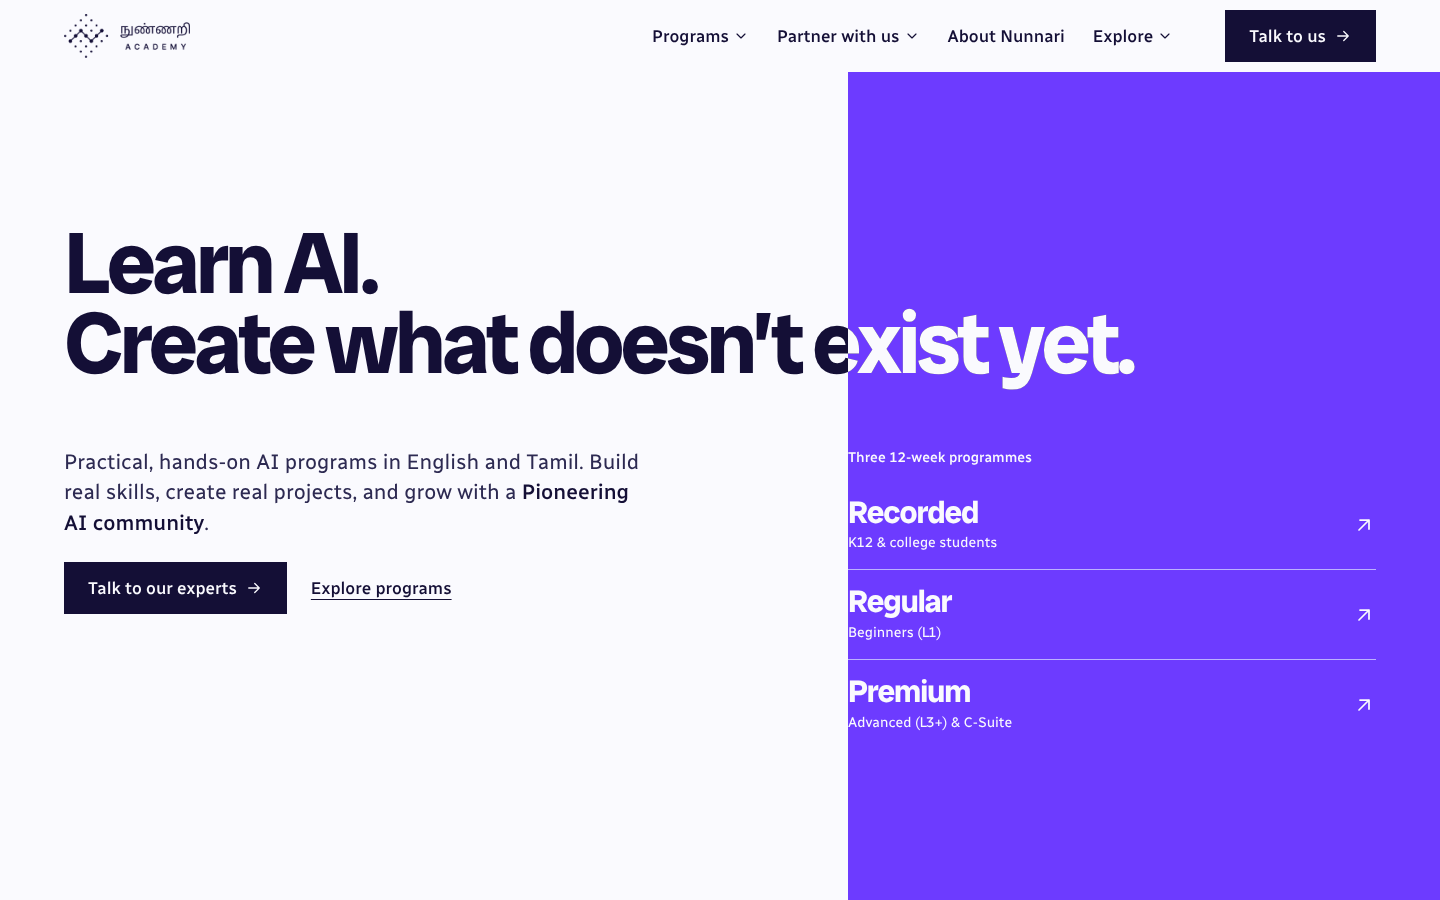 நுண்ணறி
ACADEMY
Programs
Partner with us
About Nunnari
Explore
Talk to us →
Learn AI.
Create what doesn't exist yet.
Practical, hands-on AI programs in English and Tamil. Build
real skills, create real projects, and grow with a Pioneering
AI community.
Talk to our experts →
Explore programs
Three 12-week programmes
Recorded
K12 & college students
Regular
Beginners (L1)
Premium
Advanced (L3+) & C-Suite